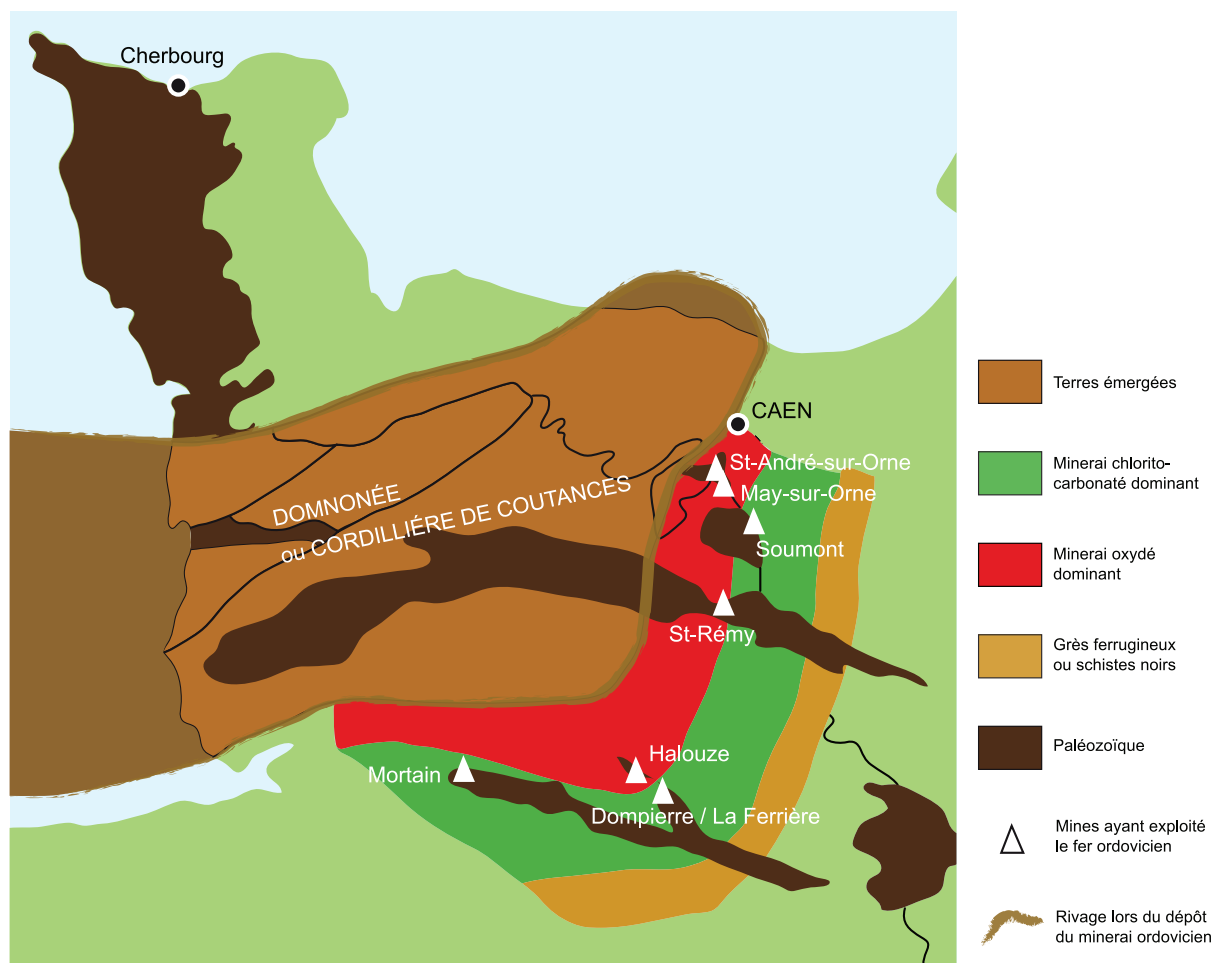 Cherbourg
CAEN
St-André-sur-Orne
May-sur-Orne
Soumont
DOMNONÉE
ou CORDILLIÉRE DE COUTANCES
St-Rémy
Halouze
Mortain
Dompierre / La Ferrière
Terres émergées
Minerai chlorito-
carbonaté dominant
Minerai oxydé
dominant
Grès ferrugineux
ou schistes noirs
Paléozoïque
Mines ayant exploité
le fer ordovicien
Rivage lors du dépôt
du minerai ordovicien